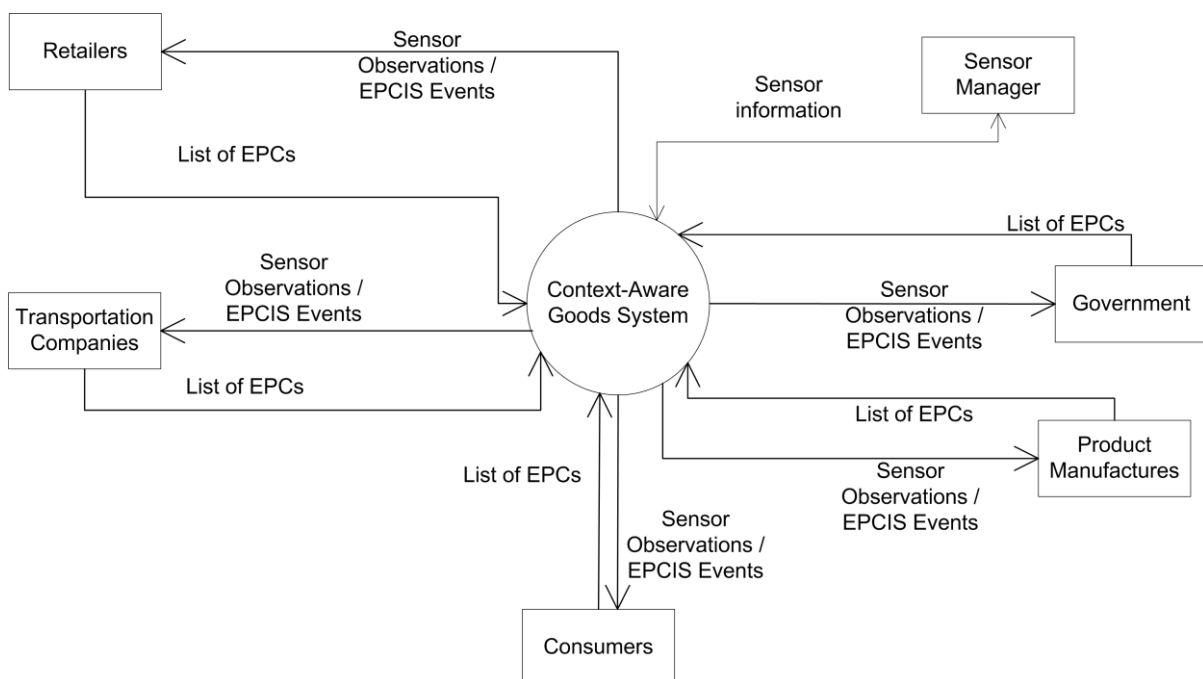 Retailers
Sensor
Observations /
EPCIS Events
Sensor
Manager
Sensor
information
List of EPCs
List of EPCs
Sensor
Observations /
EPCIS Events
Context-Aware
Goods System
Sensor
Observations /
EPCIS Events
Government
Transportation
Companies
List of EPCs
List of EPCs
Product
Manufactures
List of EPCs
Sensor
Observations /
EPCIS Events
Sensor
Observations /
EPCIS Events
Consumers